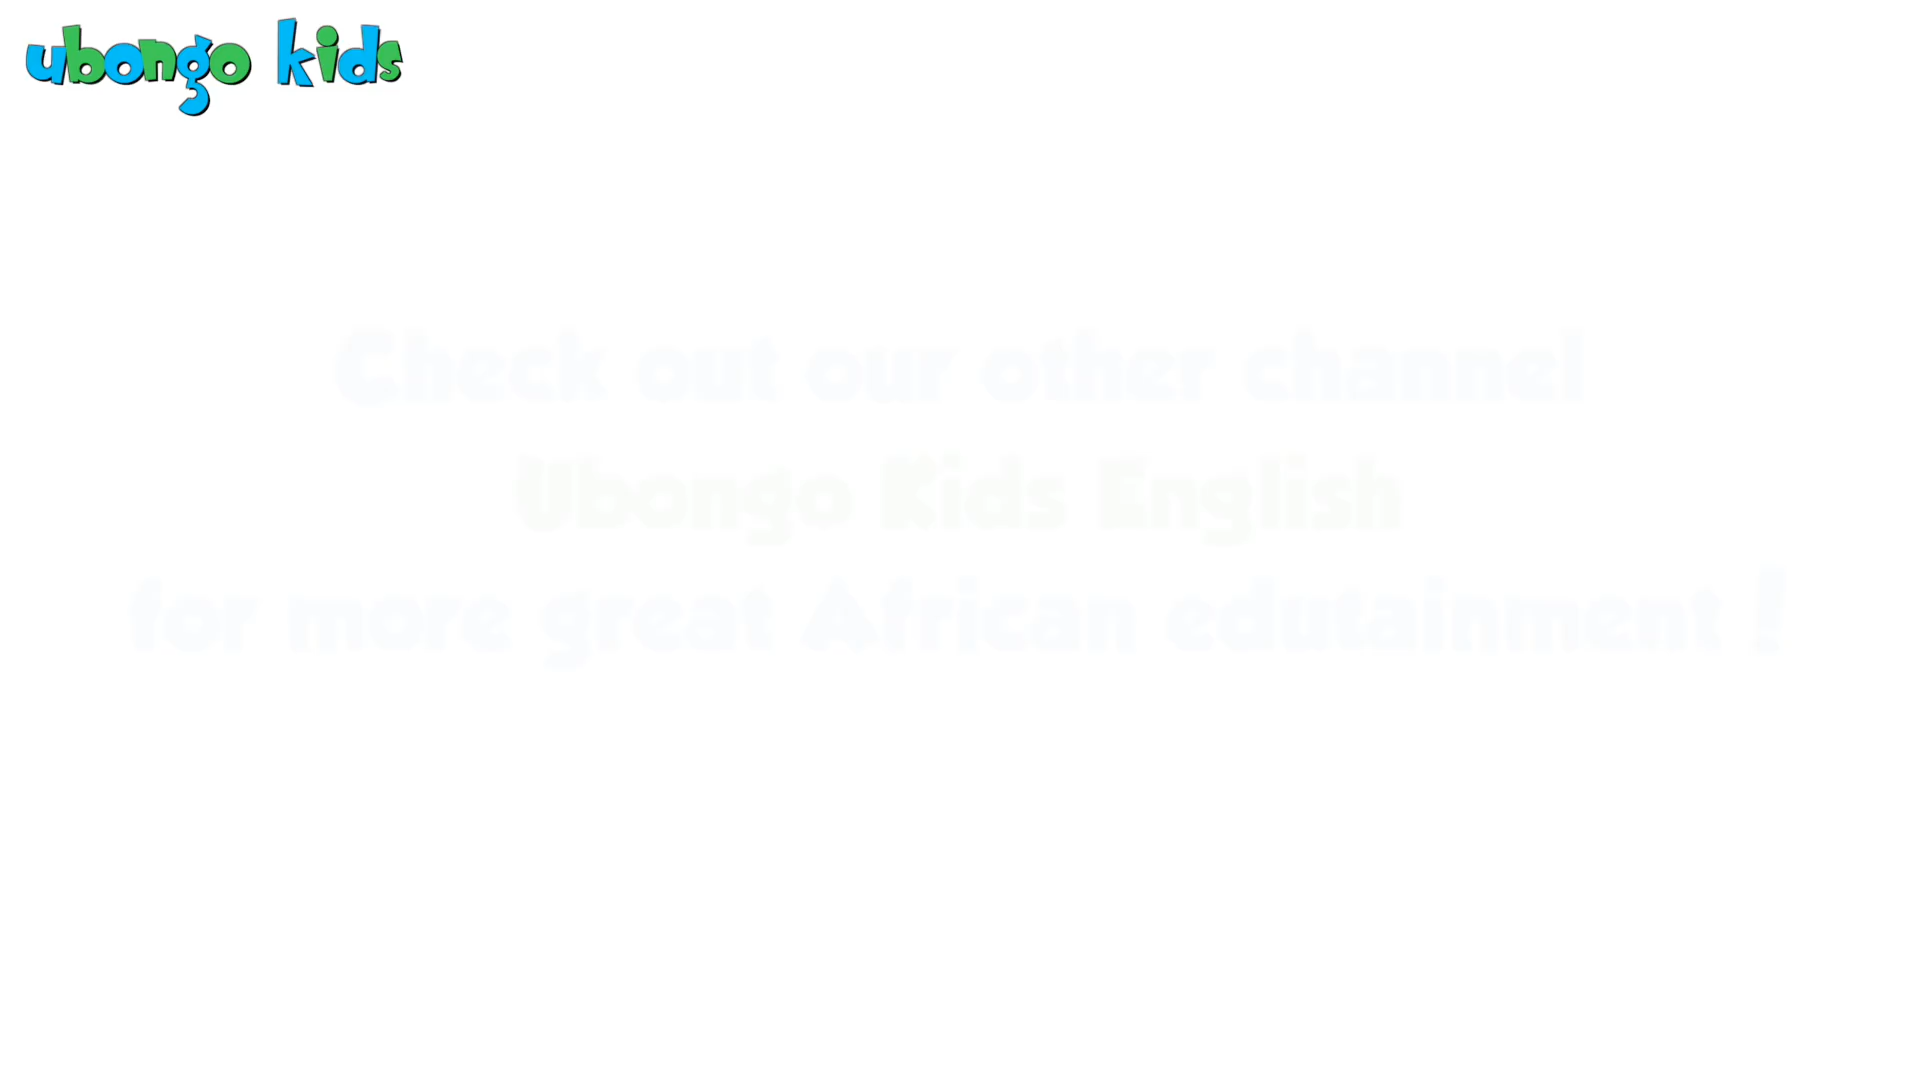 ubongo kids
Check out our other channel
Ubongo Kids English
for more great African edutainment !